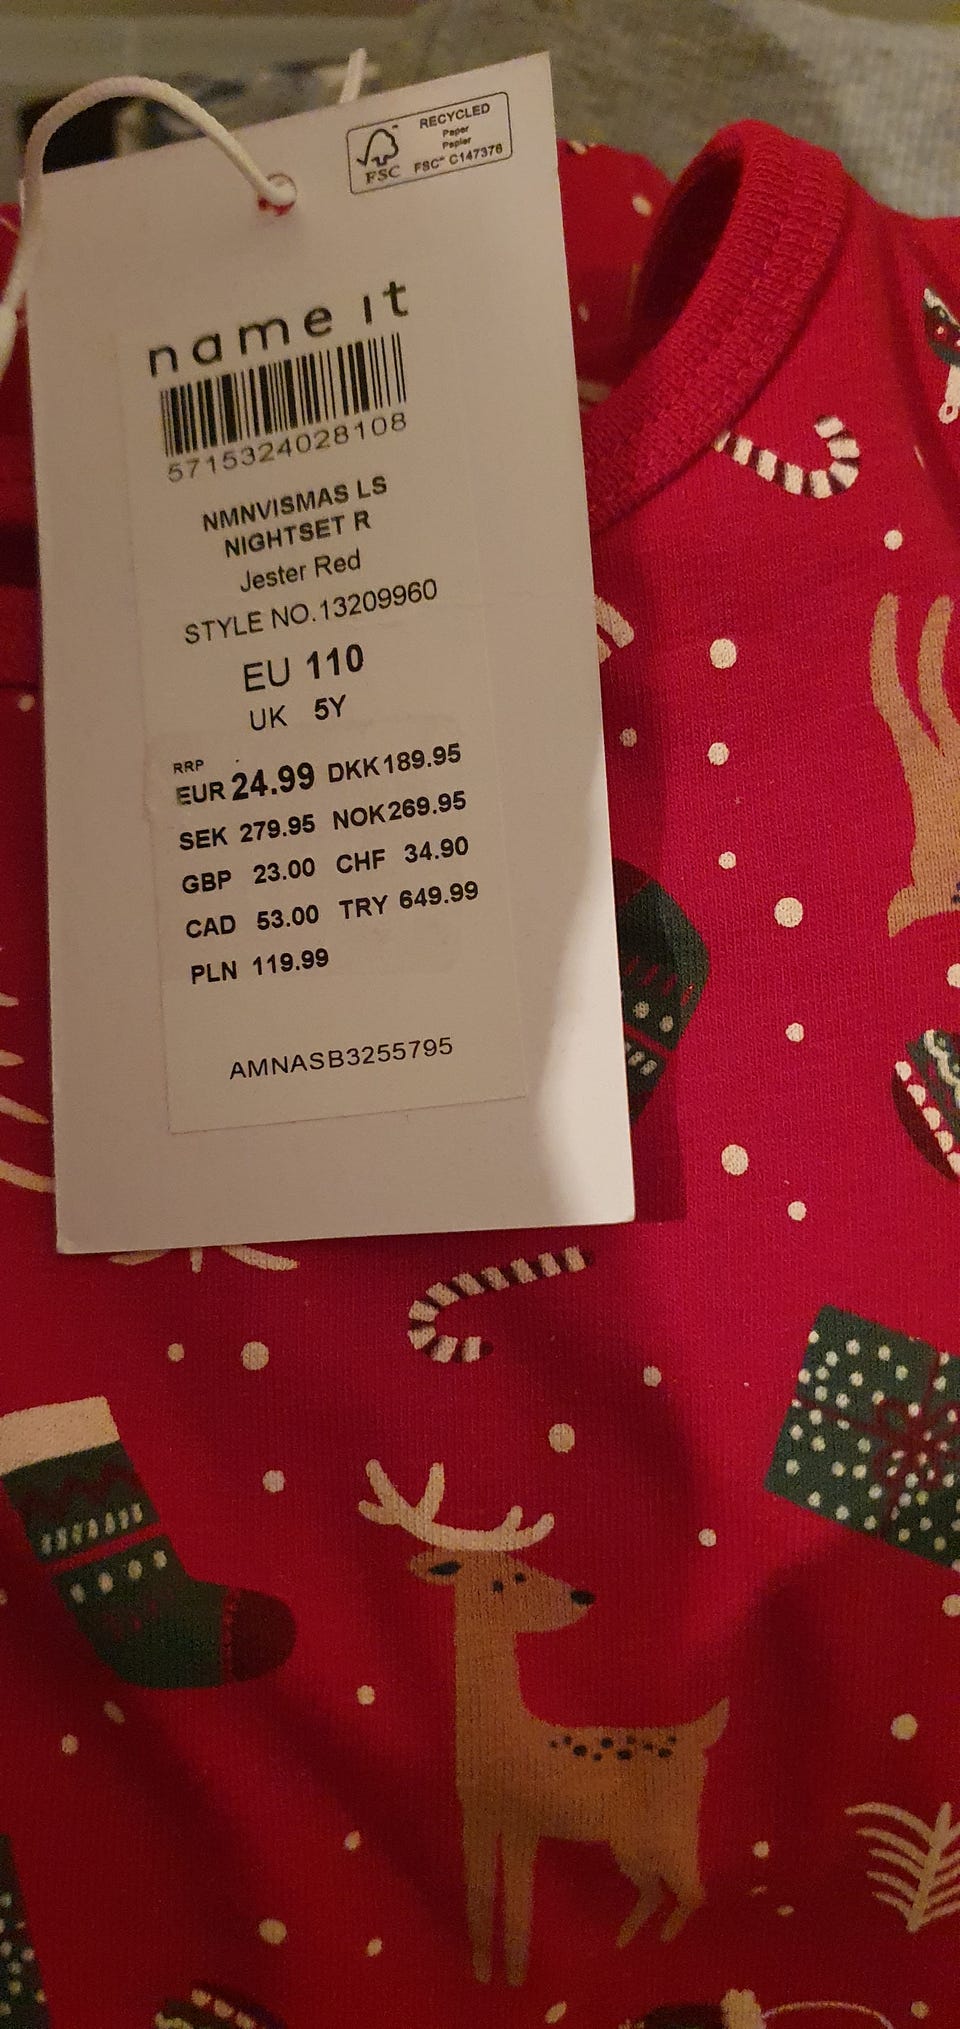 RECYCLED
Paper
Papier
FSC® C147376
FSC
name it
5715324028108
NMNVISMAS LS
NIGHTSET R
Jester Red
STYLE NO.13209960
EU 110
UK 5Y
RRP
EUR 24.99 DKK189.95
SEK 279.95 NOK269.95
GBP 23.00 CHF 34.90
CAD 53.00 TRY 649.99
PLN 119.99
AMNASB3255795